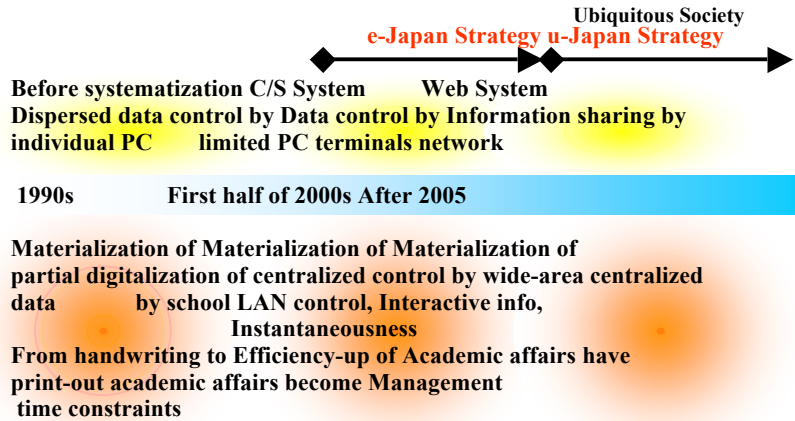 Ubiquitous Society
e-Japan Strategy u-Japan Strategy
Before systematization C/S System Web System
Dispersed data control by Data control by Information sharing by
individual PC limited PC terminals network
1990s First half of 2000s After 2005
Materialization of Materialization of Materialization of
partial digitalization of centralized control by wide-area centralized
data by school LAN control, Interactive info,
Instantaneousness
From handwriting to Efficiency-up of Academic affairs have
print-out academic affairs become Management
time constraints